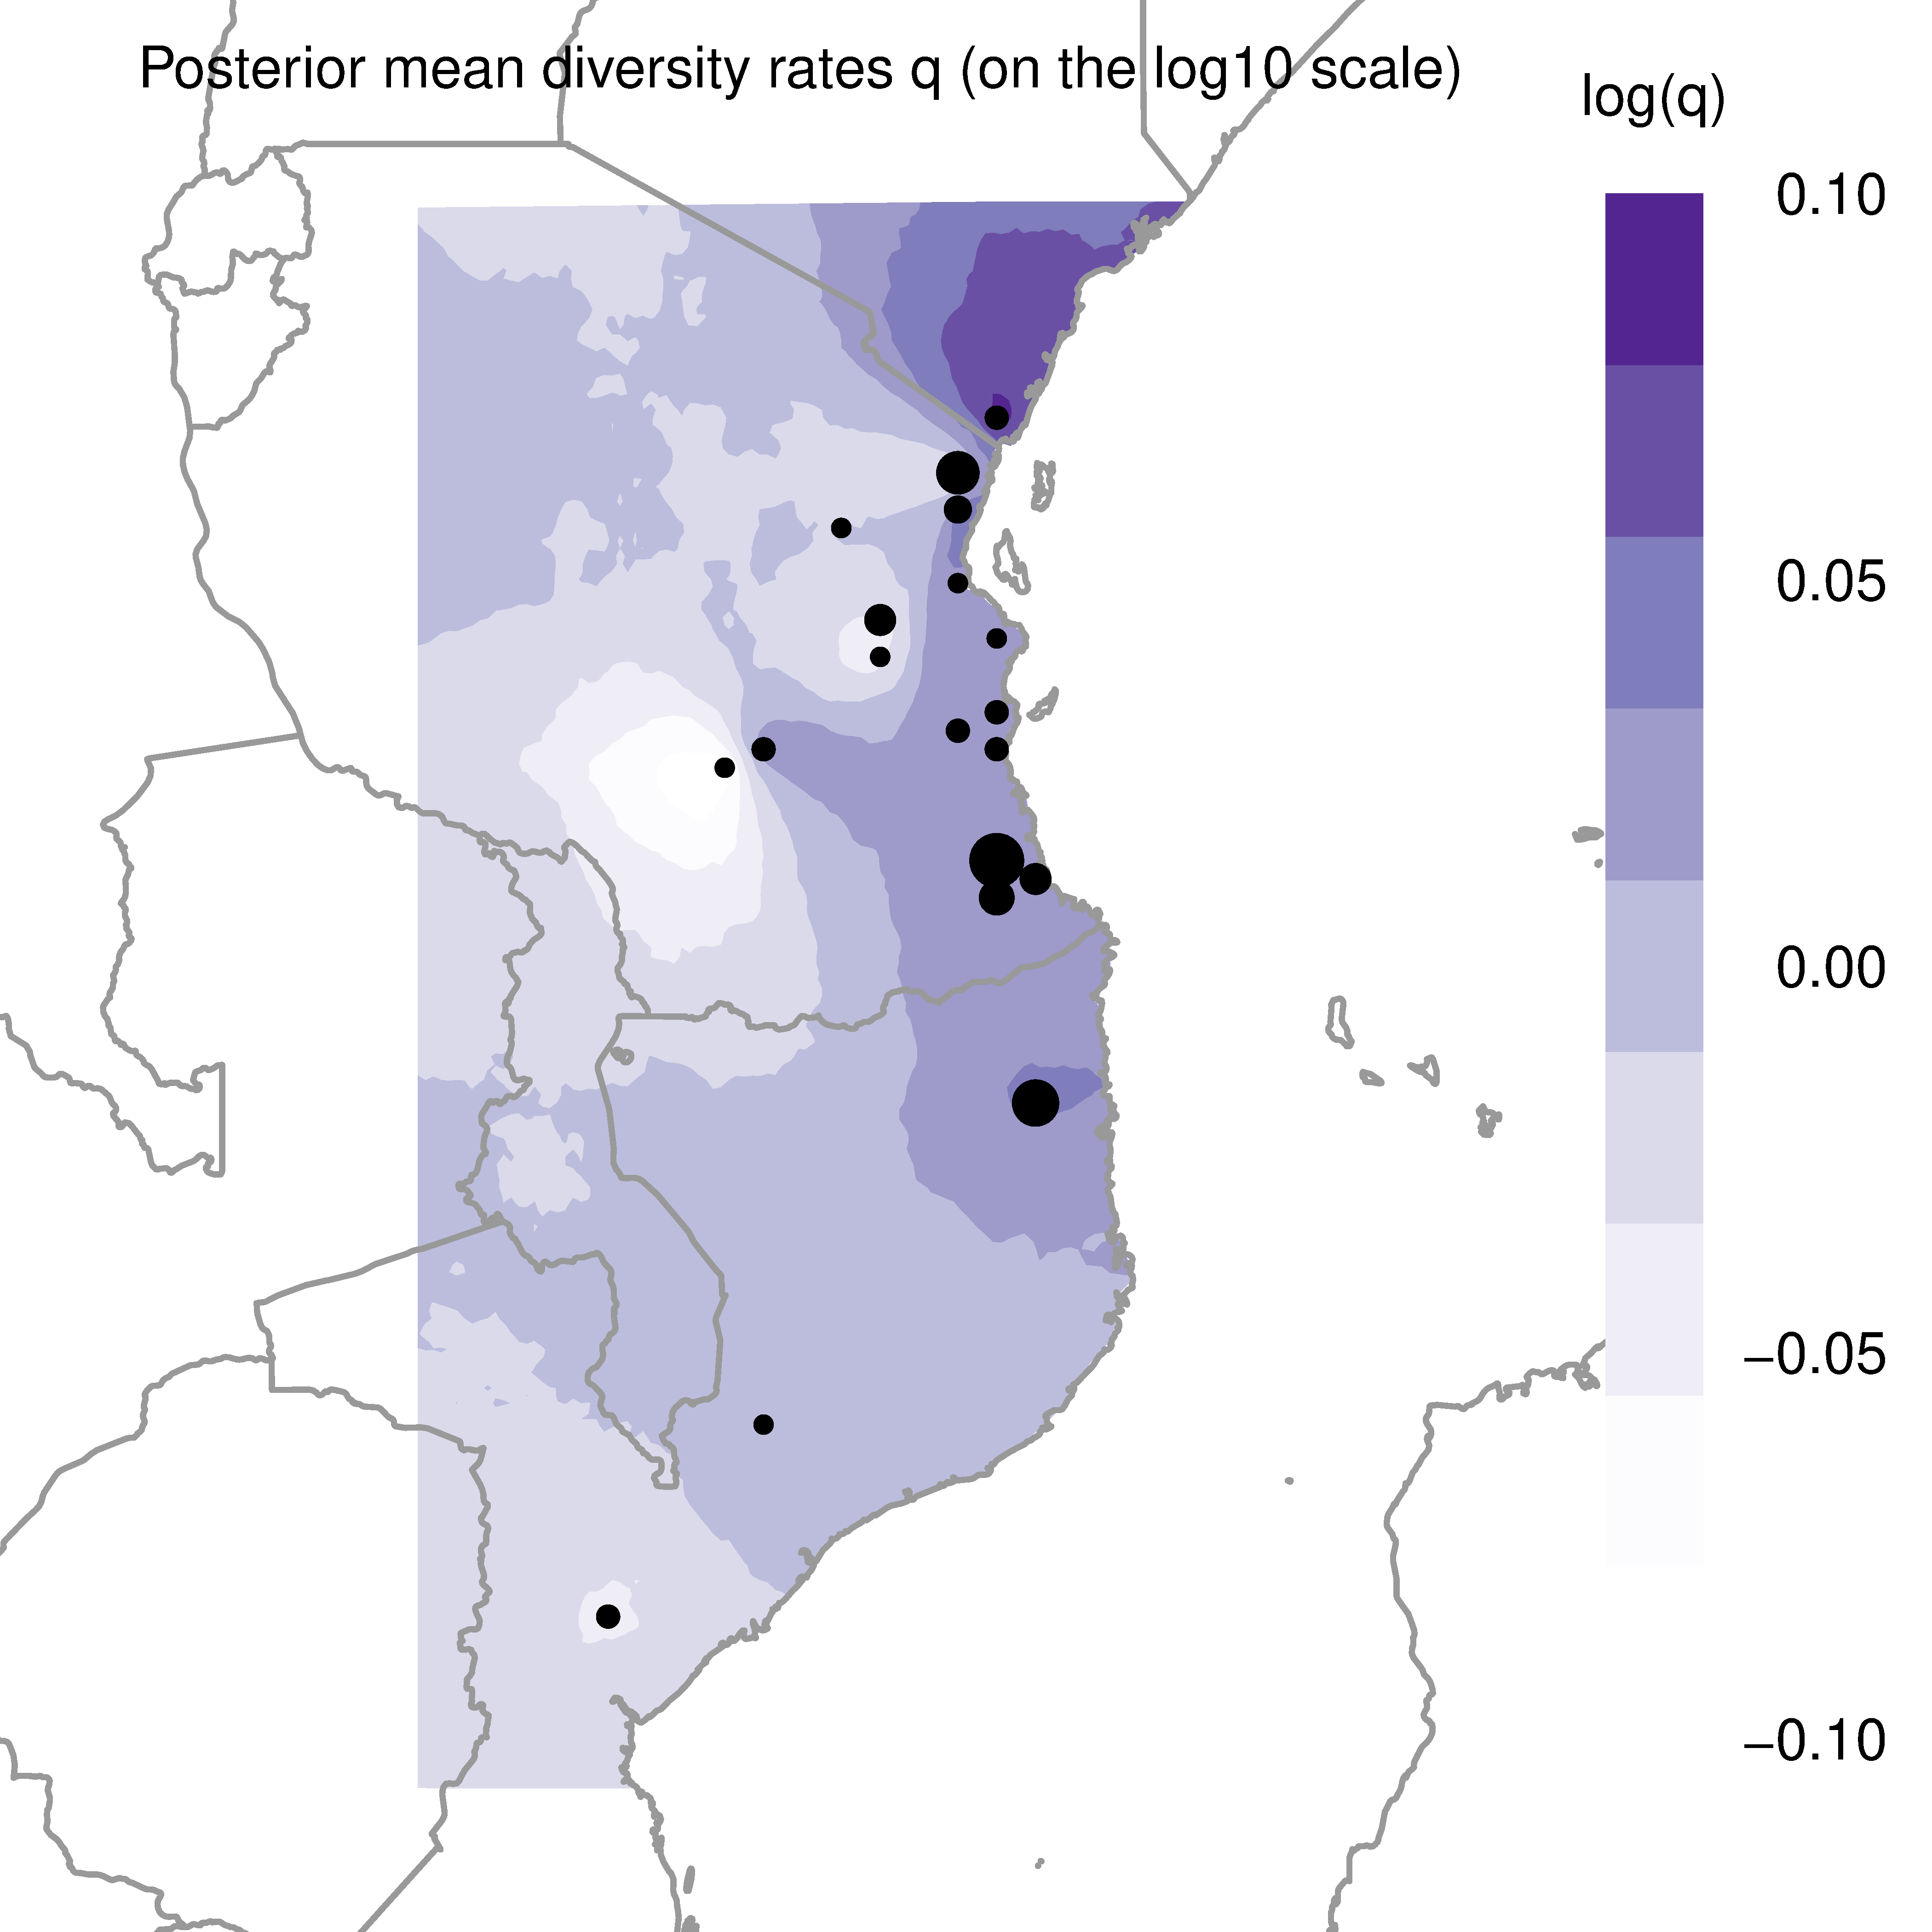 Posterior mean diversity rates q (on the log10 scale)
log(q)
0.10
0.05
0.00
−0.05
−0.10